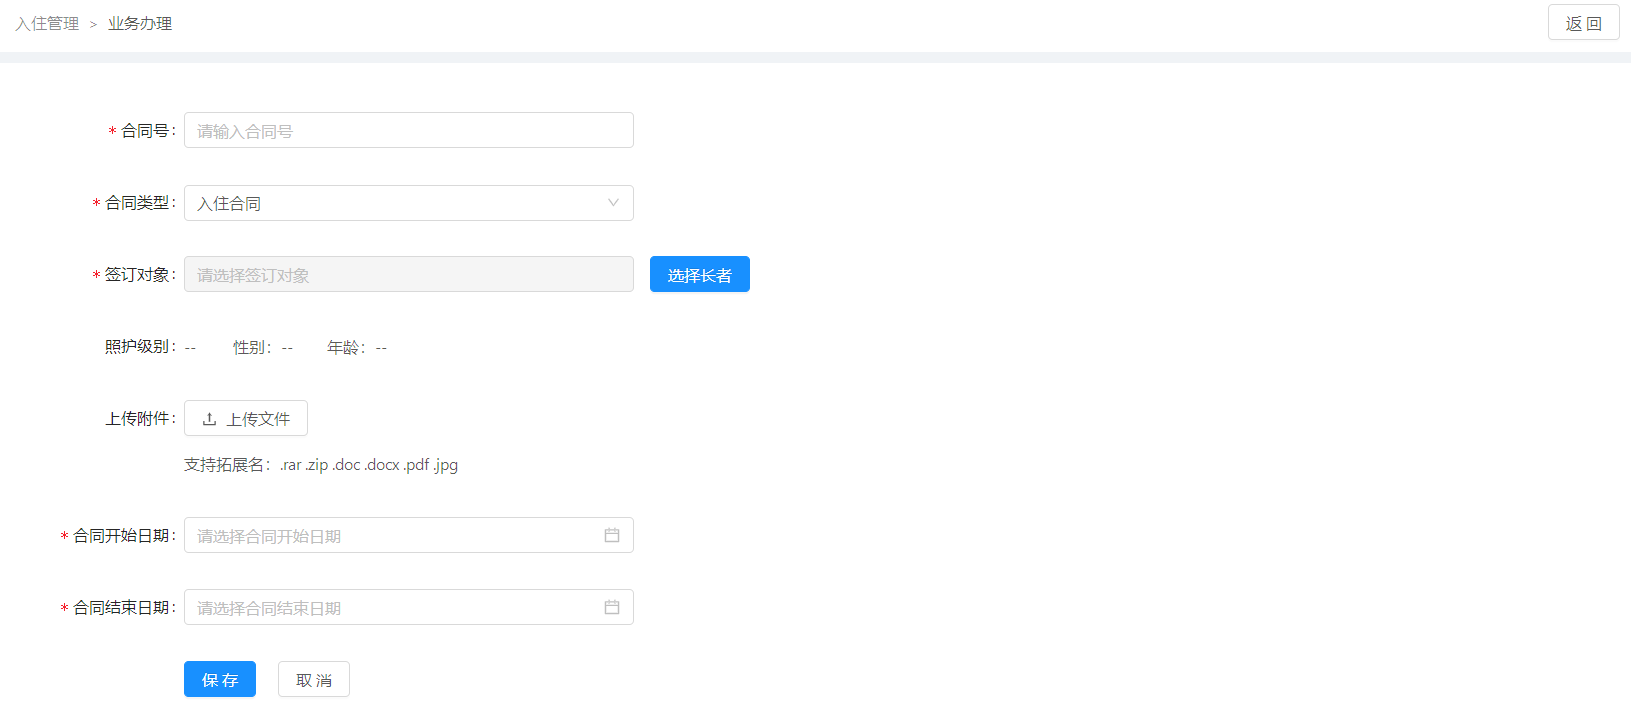 入住管理 > 业务办理 返 回
* 合同号: 请输入合同号
* 合同类型: 入住合同
* 签订对象: 请选择签订对象 选择长者
照护级别: -- 性别: -- 年龄: --
上传附件: 上传文件
支持拓展名: .rar .zip .doc .docx .pdf .jpg
* 合同开始日期: 请选择合同开始日期
* 合同结束日期: 请选择合同结束日期
保 存 取 消